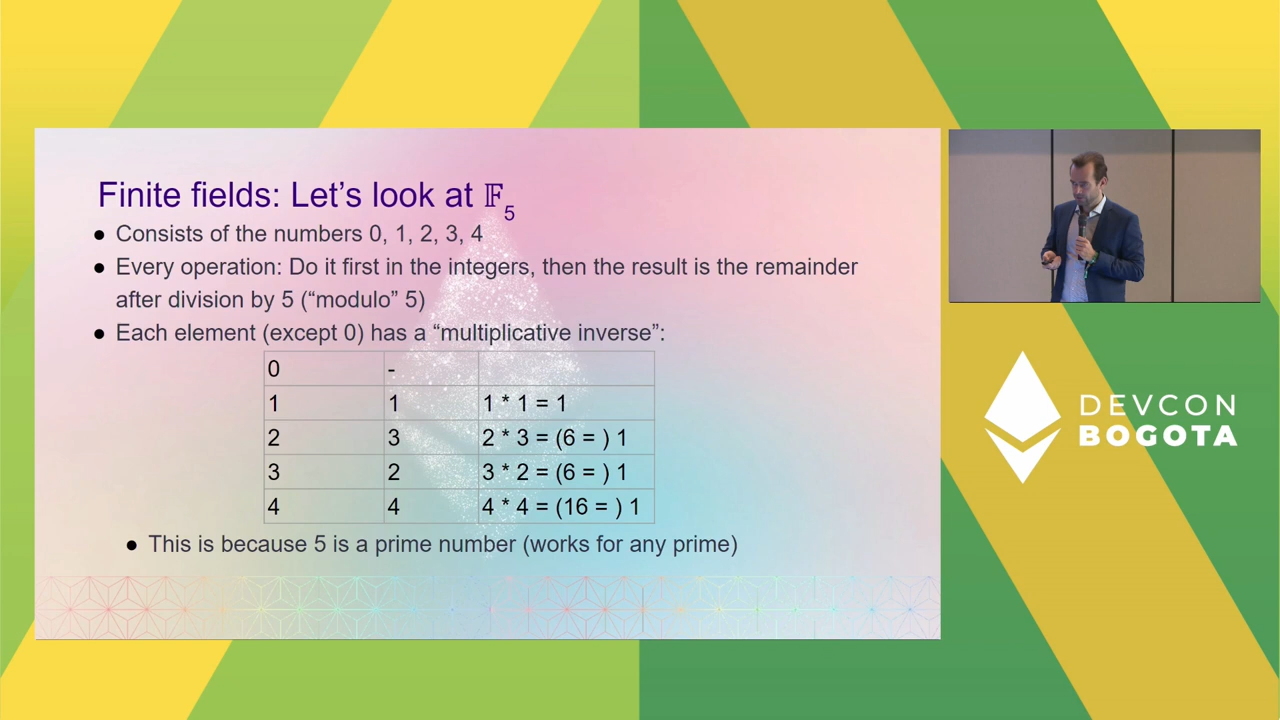 Finite fields: Let's look at 𝔽5
● Consists of the numbers 0, 1, 2, 3, 4
● Every operation: Do it first in the integers, then the result is the remainder
after division by 5 (“modulo” 5)
● Each element (except 0) has a “multiplicative inverse”:
0 -
1 1 1 * 1 = 1
2 3 2 * 3 = (6 = ) 1
3 2 3 * 2 = (6 = ) 1
4 4 4 * 4 = (16 = ) 1
● This is because 5 is a prime number (works for any prime)
DEVCON
BOGOTA